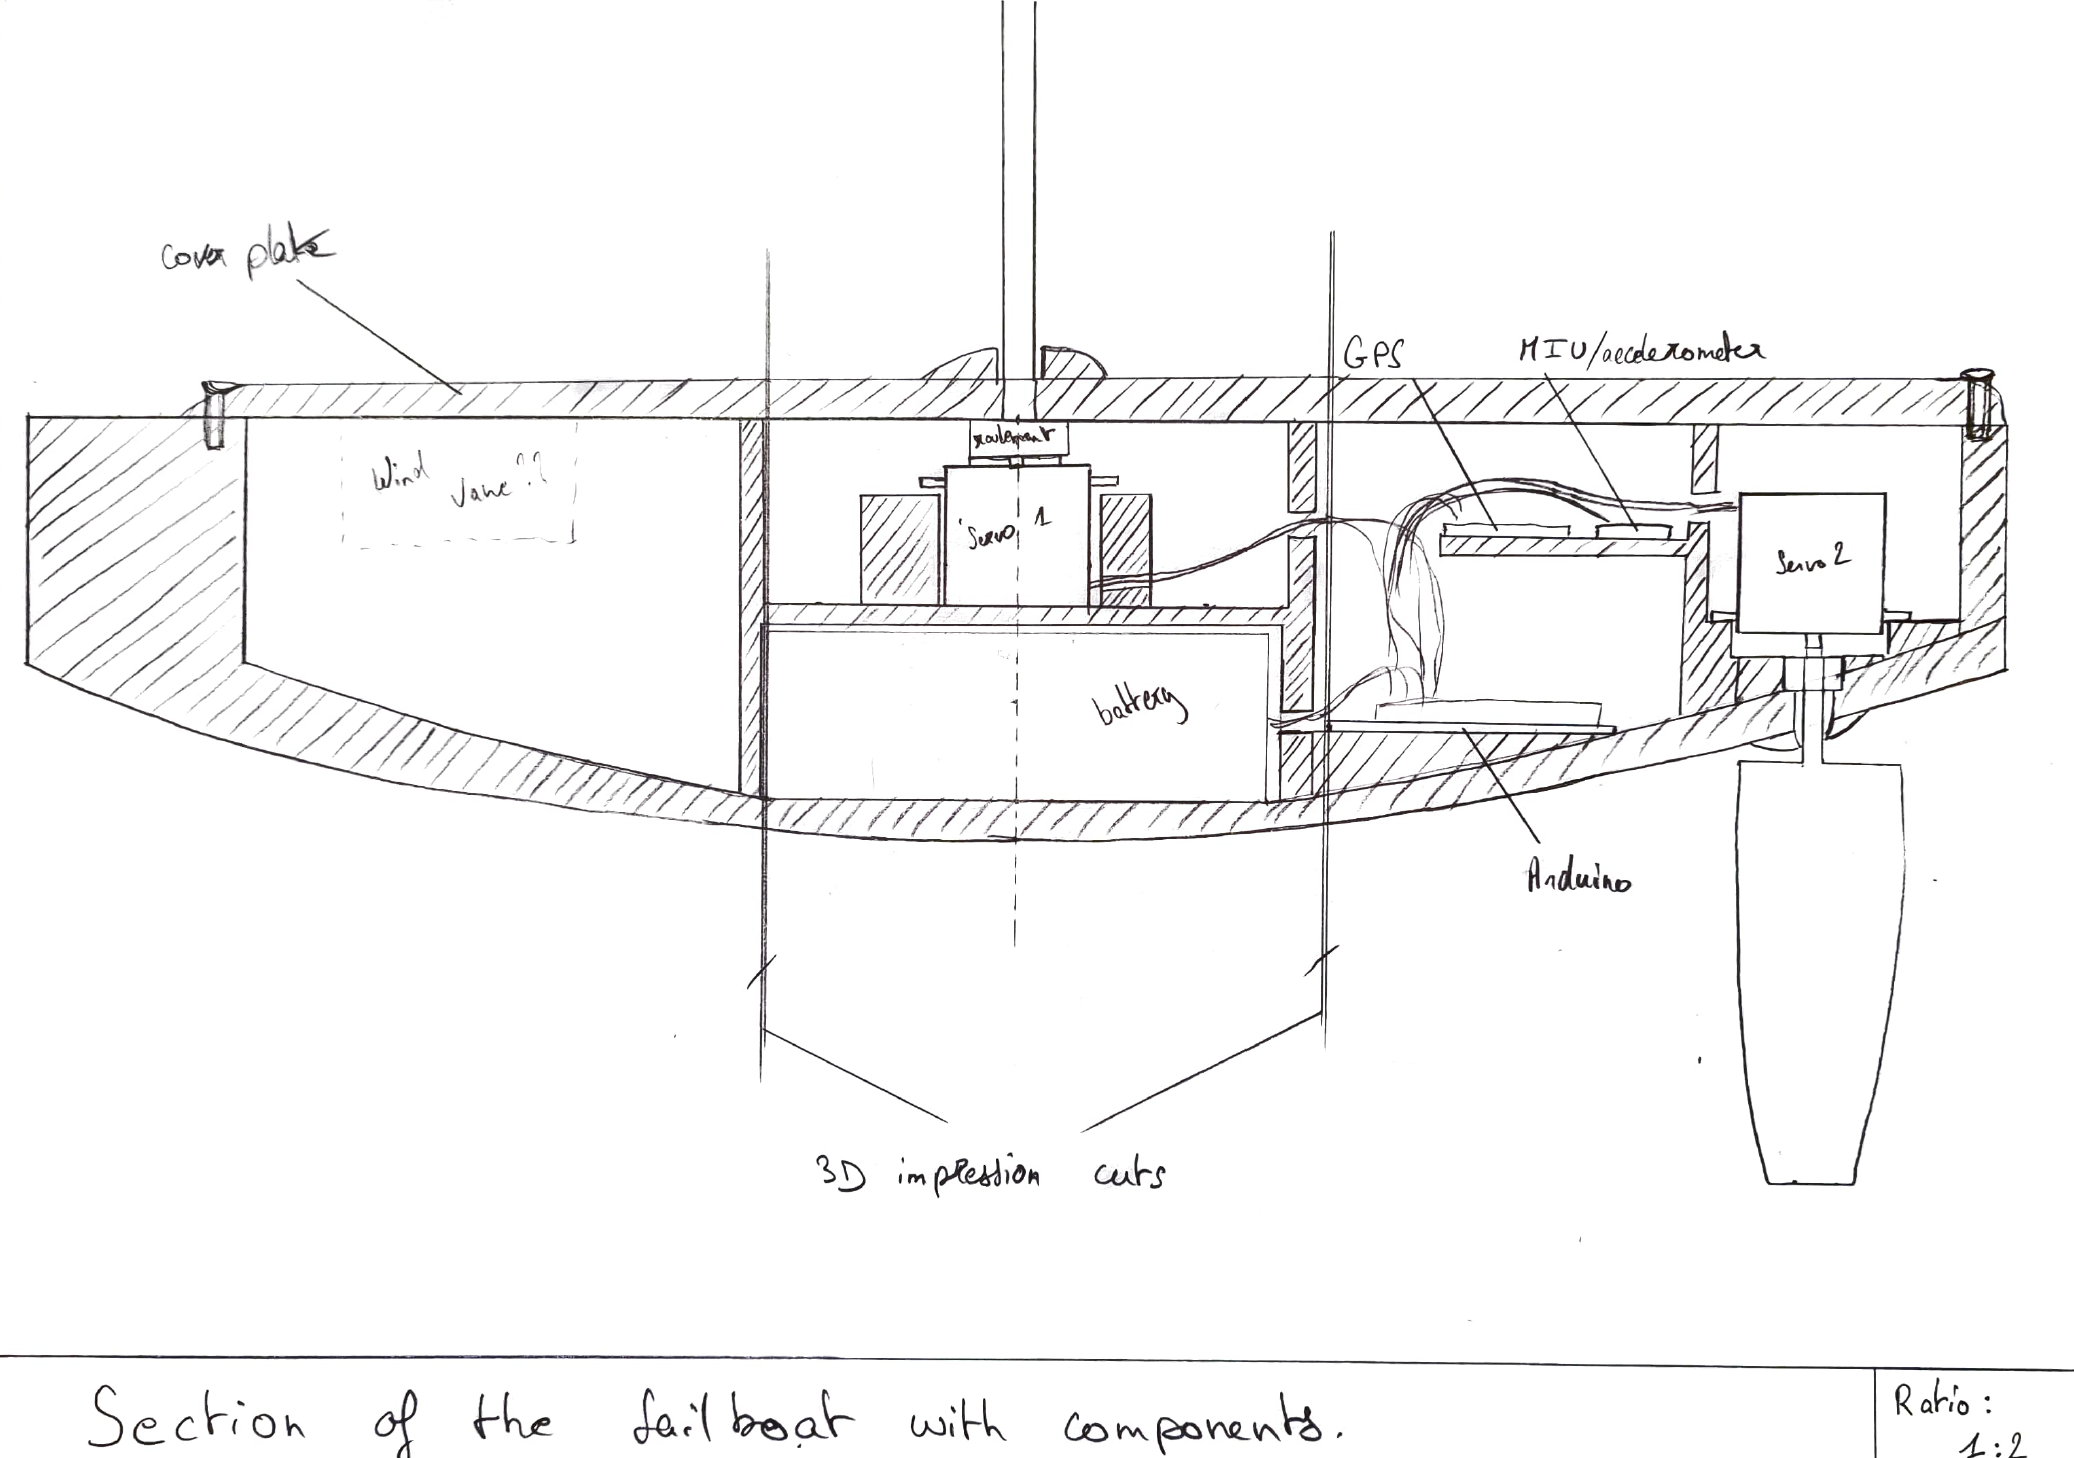 cover plate
GPS
MIU/accelerometer
roulement
Wind
vane??
Servo 1
Servo 2
battery
Arduino
3D impression cuts
Section of the sailboat with components.
Ratio:
1:2